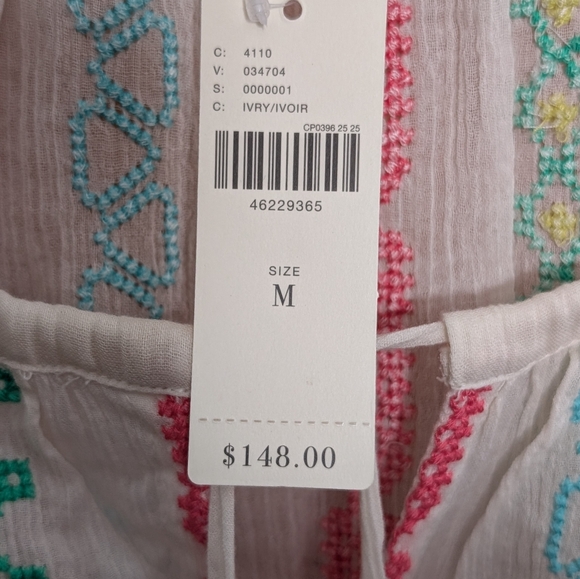 C: 4110
V: 034704
S: 0000001
C: IVRY/IVOIR
CP0396 25 25
46229365
SIZE
M
$148.00